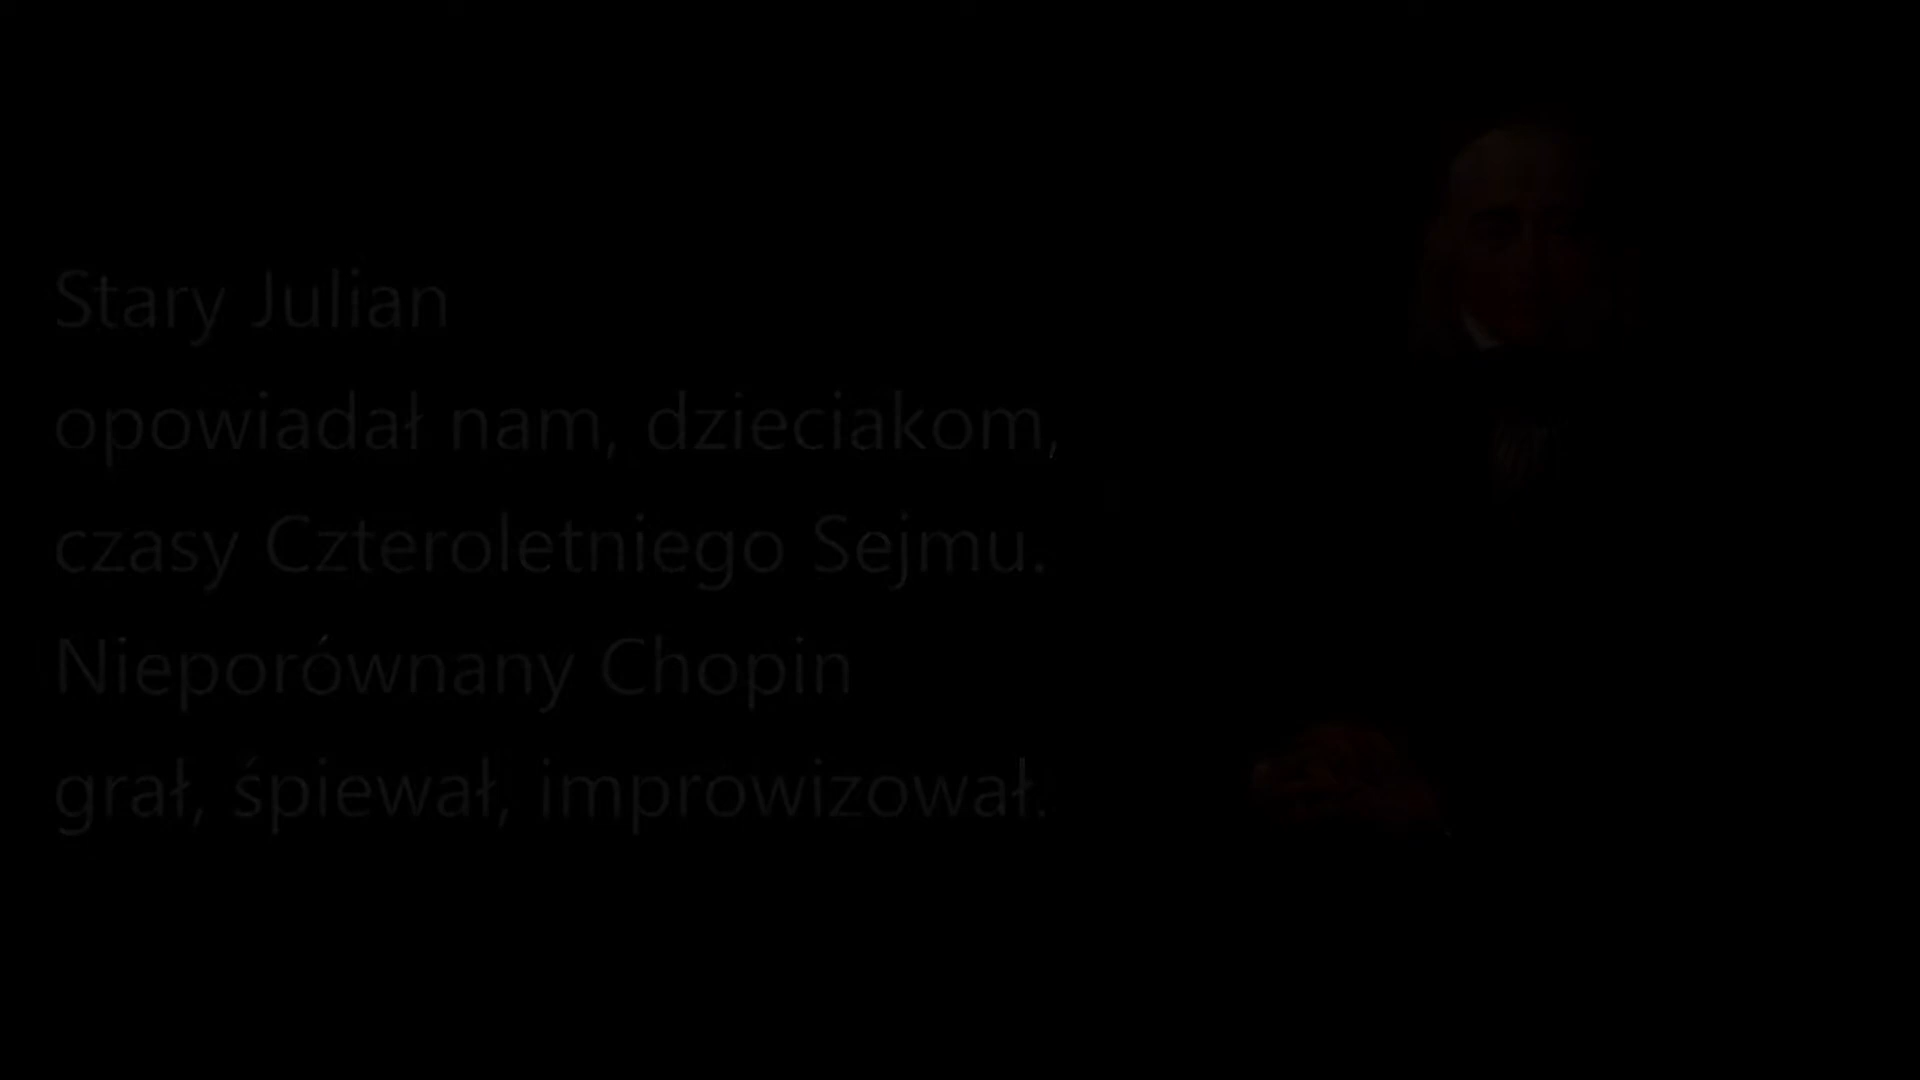 Stary Julian
opowiadał nam, dzieciakom,
czasy Czteroletniego Sejmu.
Nieporównany Chopin
grał, śpiewał, improwizował.